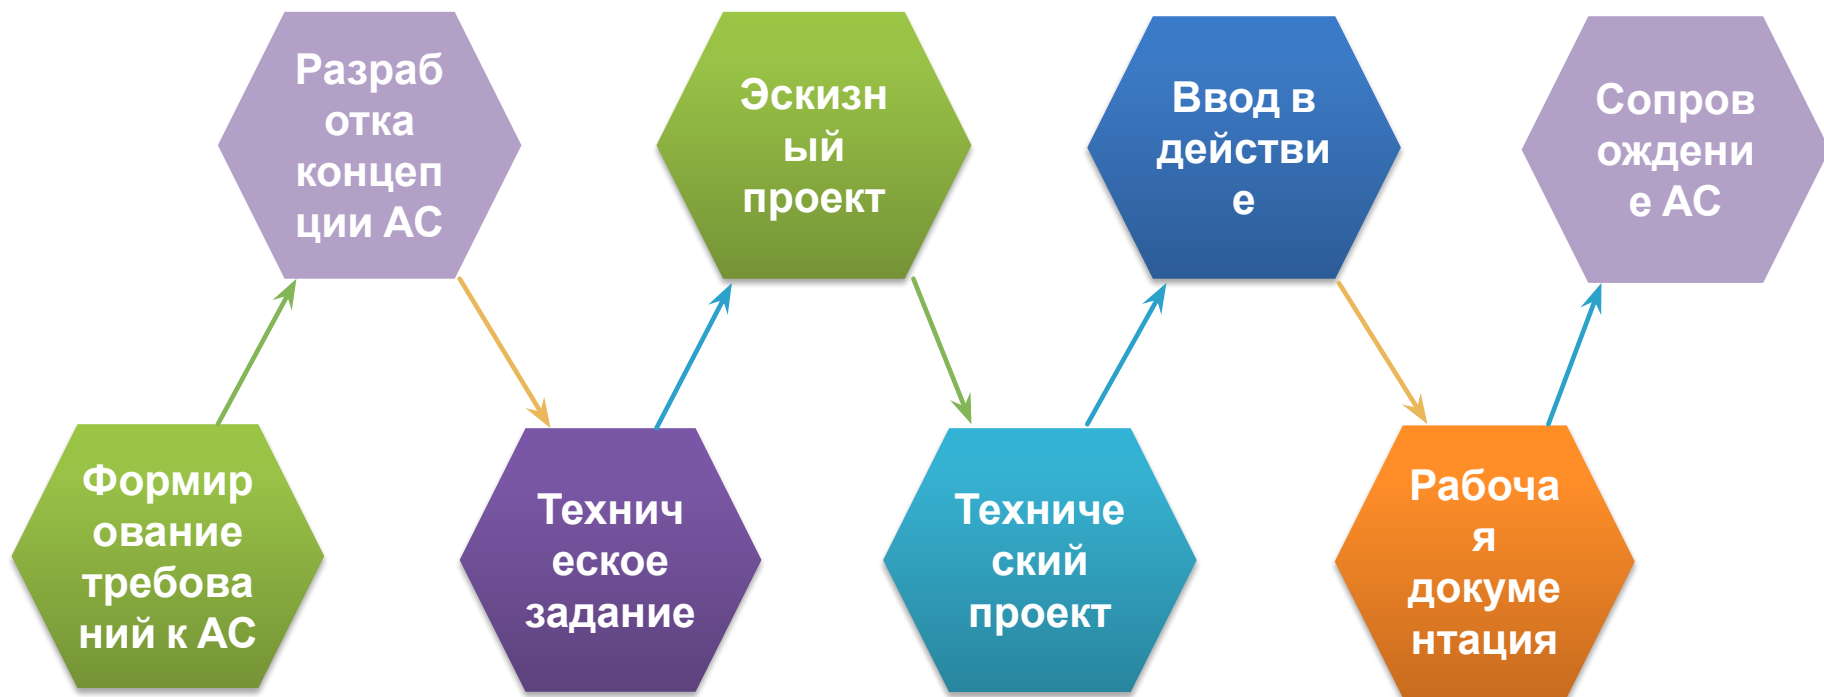 Разраб
отка
концеп
ции АС
Эскизн
ый
проект
Ввод в
действи
е
Сопров
ождени
е АС
Формир
ование
требова
ний к АС
Технич
еское
задание
Техниче
ский
проект
Рабоча
я
докуме
нтация